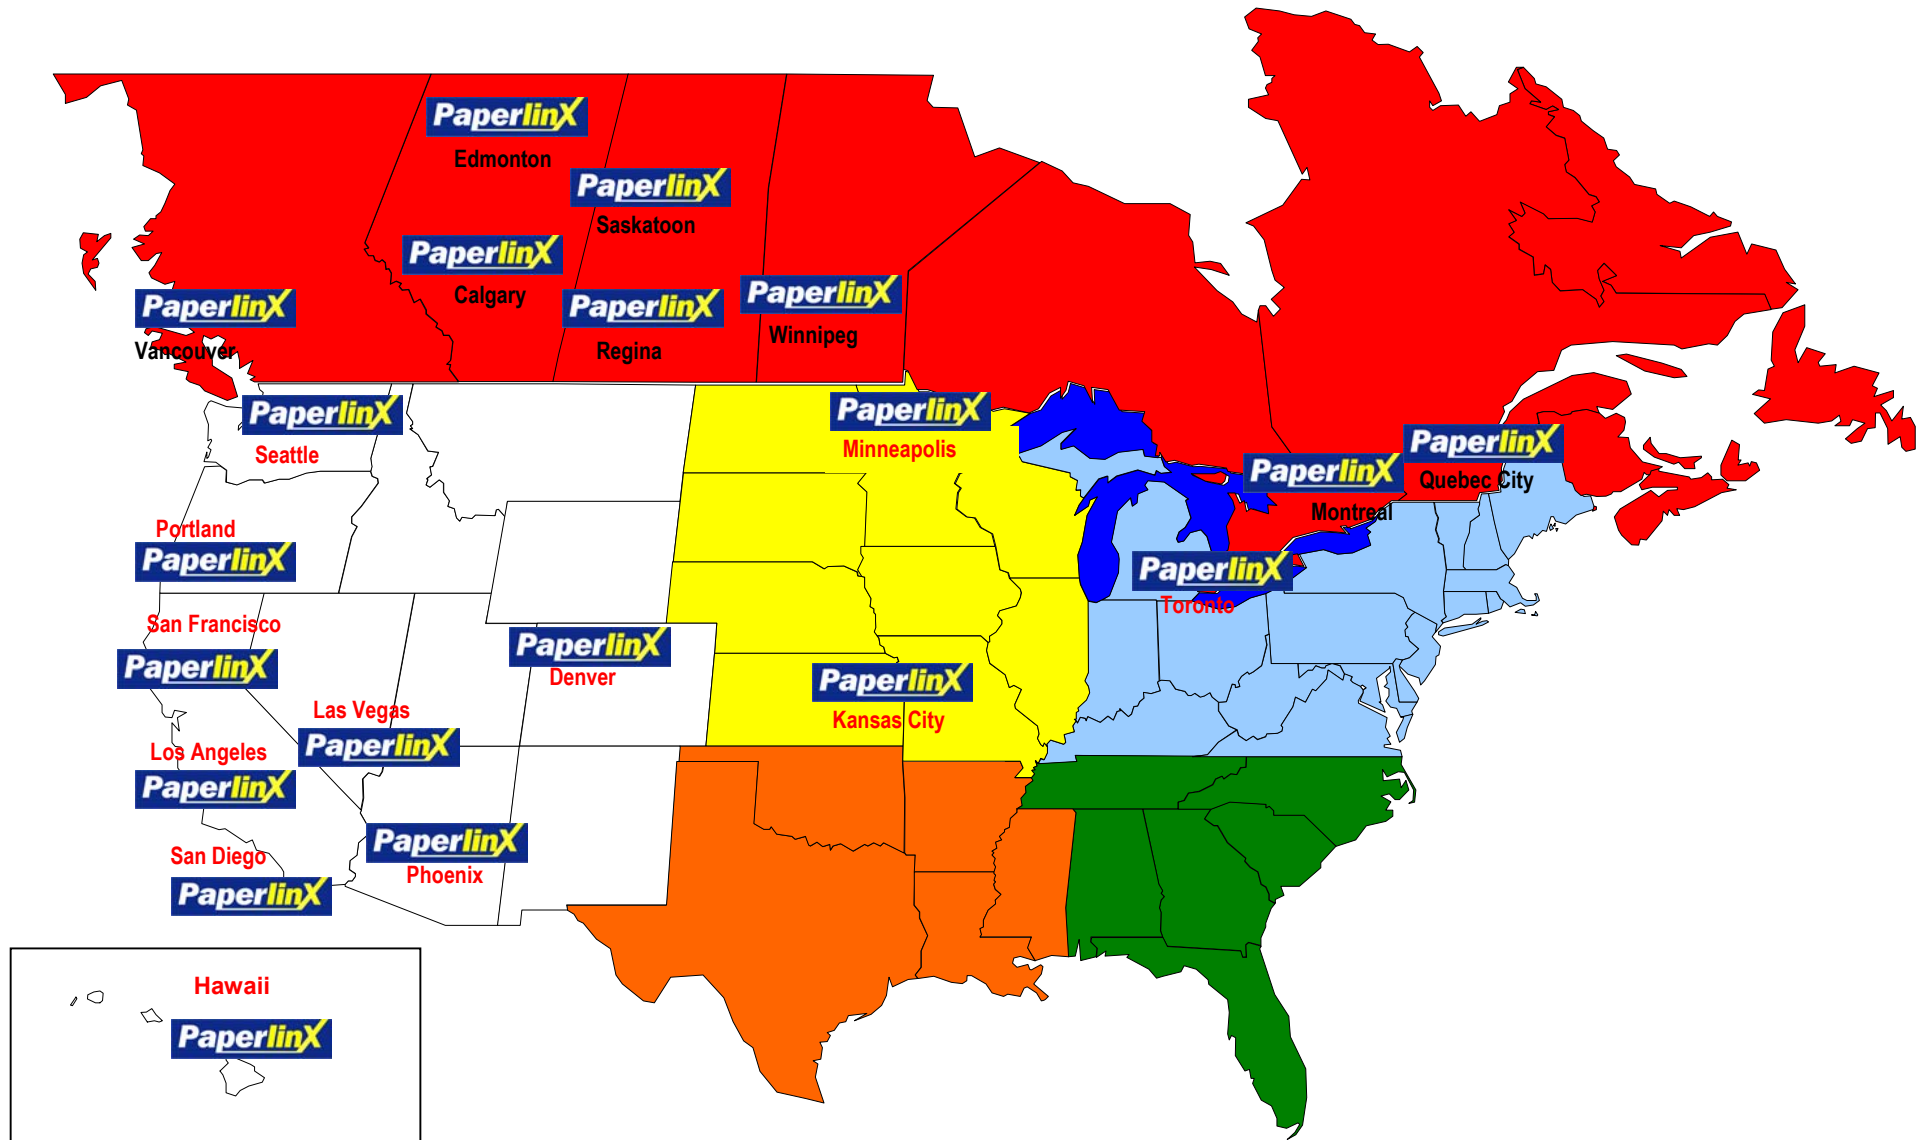 PaperlinX
Edmonton
PaperlinX
Saskatoon
PaperlinX
Calgary
PaperlinX
Regina
PaperlinX
Winnipeg
PaperlinX
Vancouver
PaperlinX
Seattle
PaperlinX
Minneapolis
PaperlinX
Quebec City
PaperlinX
Montreal
Portland
PaperlinX
PaperlinX
Toronto
San Francisco
PaperlinX
PaperlinX
Denver
PaperlinX
Kansas City
Las Vegas
PaperlinX
Los Angeles
PaperlinX
PaperlinX
Phoenix
San Diego
PaperlinX
Hawaii
PaperlinX